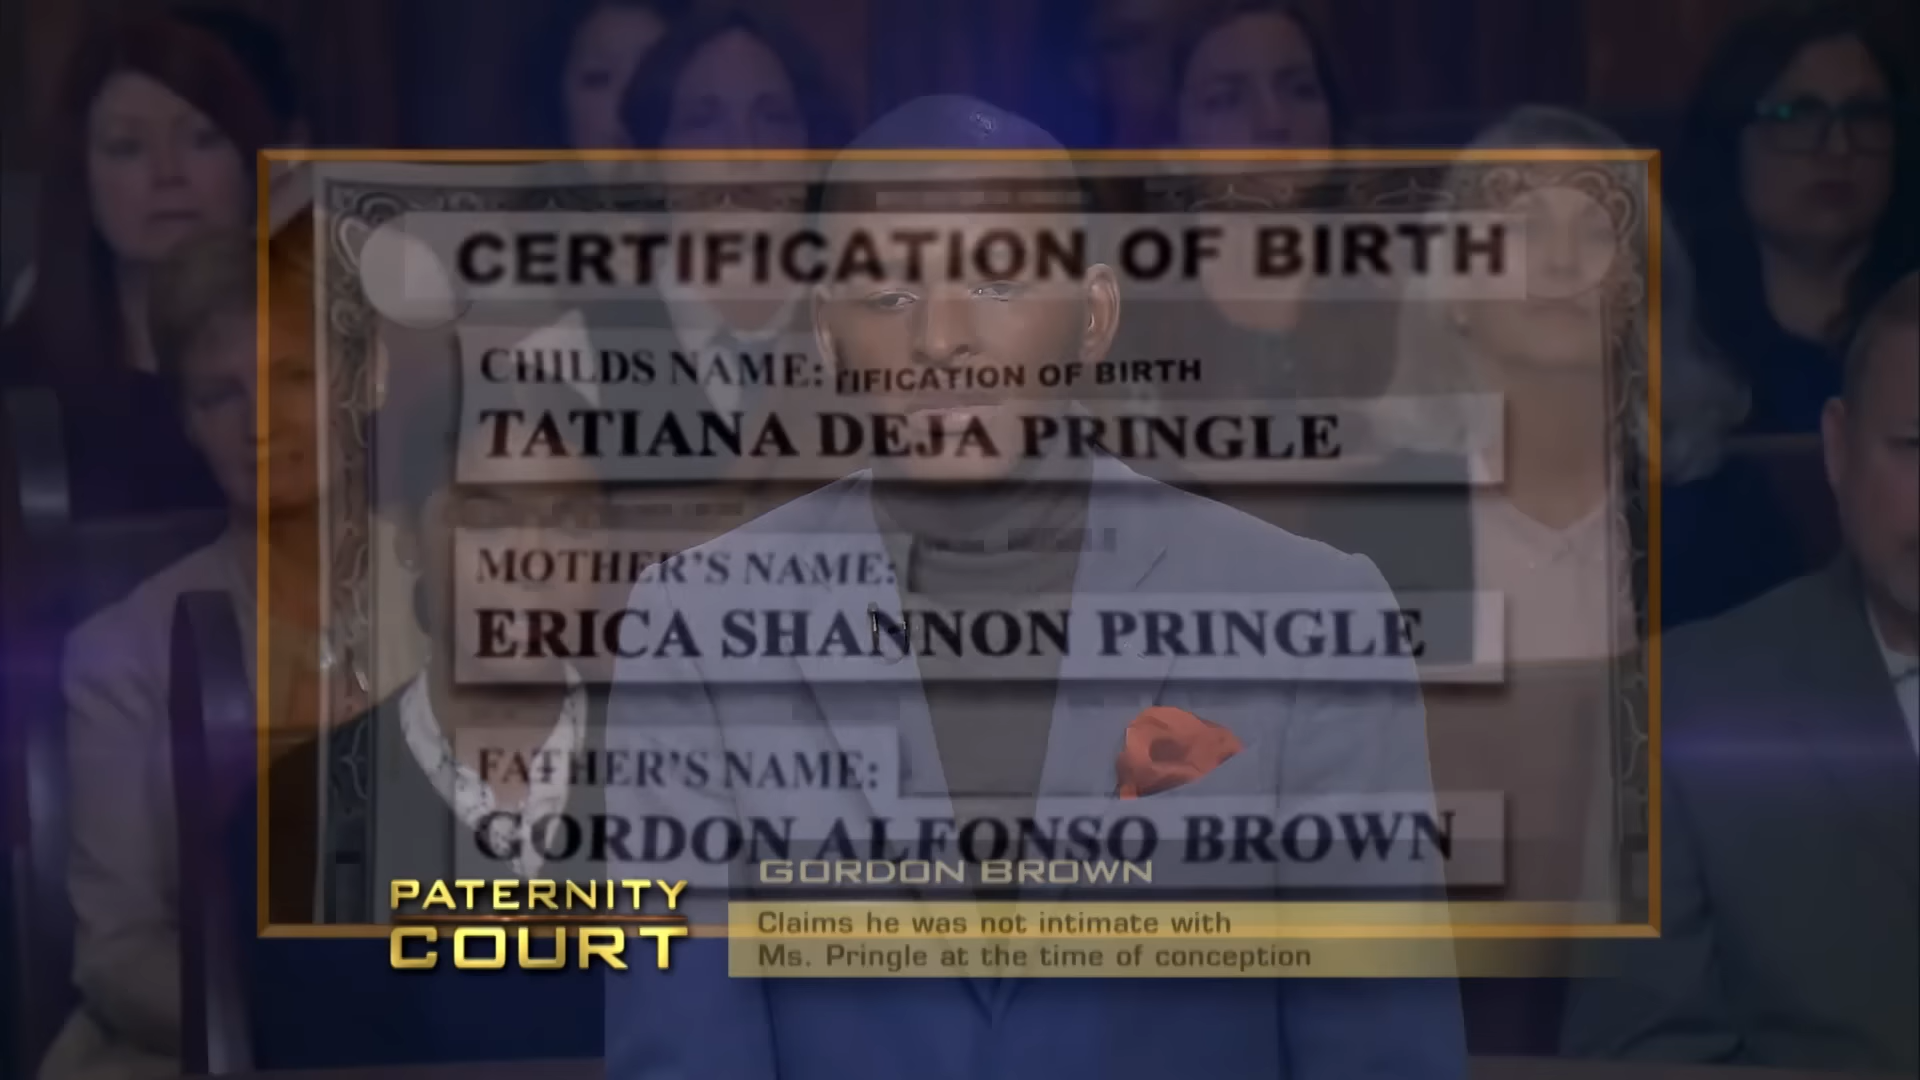 CERTIFICATION OF BIRTH
CHILDS NAME:
TIFICATION OF BIRTH
TATIANA DEJA PRINGLE
MOTHER'S NAME:
ERICA SHANNON PRINGLE
FATHER'S NAME:
GORDON ALFONSO BROWN
GORDON BROWN
PATERNITY
COURT
Claims he was not intimate with
Ms. Pringle at the time of conception